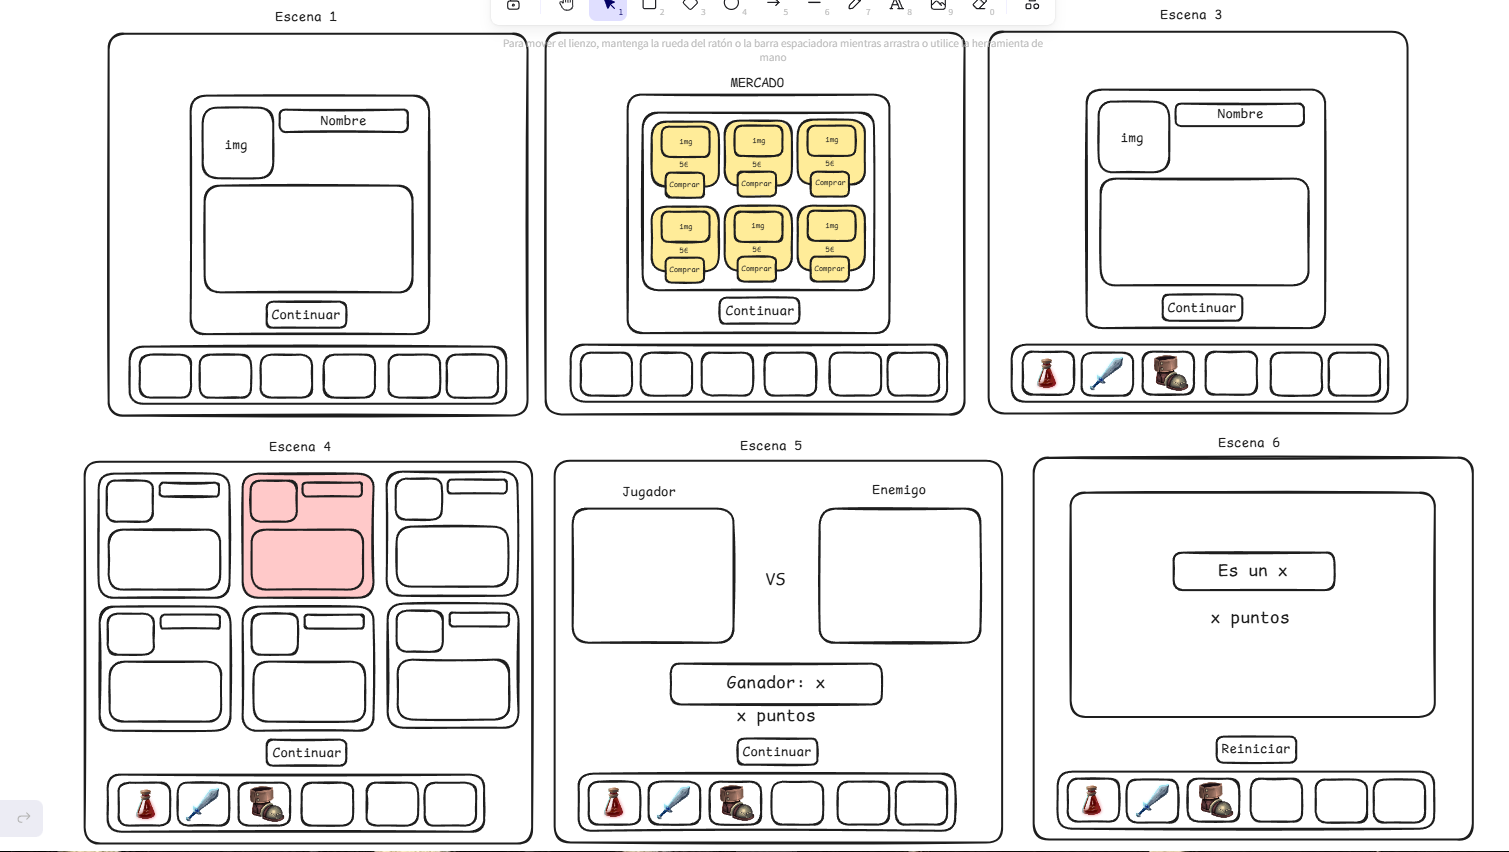 Escena 1
1
2
3
4
5
6
7
8
9
0
Escena 3
Para mover el lienzo, mantenga la rueda del ratón o la barra espaciadora mientras arrastra o utilice la herramienta de
mano
img
Nombre
Continuar
MERCADO
img
img
img
5€
5€
5€
Comprar
Comprar
Comprar
img
img
img
5€
5€
5€
Comprar
Comprar
Comprar
Continuar
img
Nombre
Continuar
Escena 4
Continuar
Escena 5
Jugador
Enemigo
VS
Ganador: x
x puntos
Continuar
Escena 6
Es un x
x puntos
Reiniciar